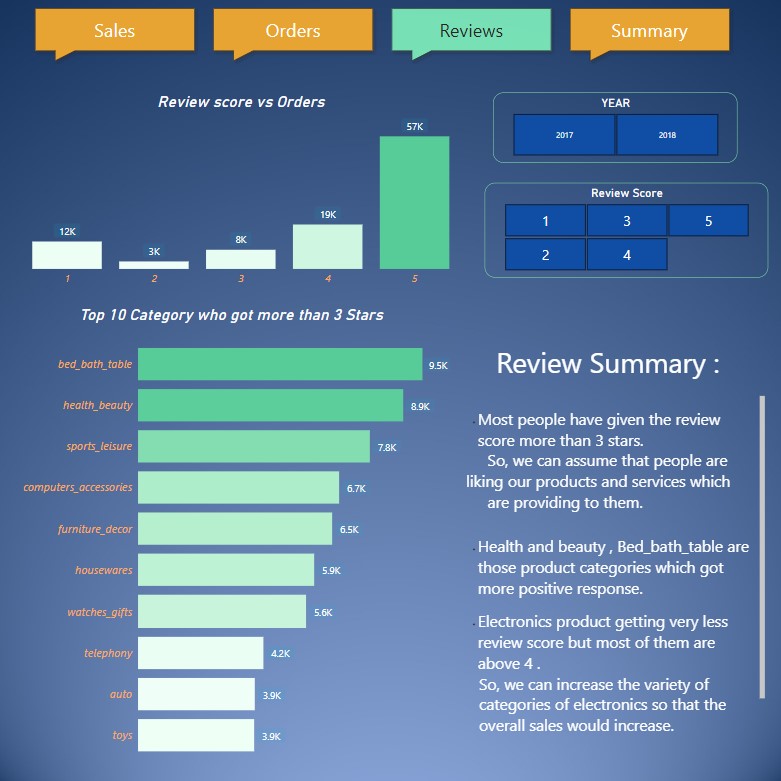 Sales
Orders
Reviews
Summary
Review score vs Orders
12K
3K
8K
19K
57K
1
2
3
4
5
YEAR
2017
2018
Review Score
1
3
5
2
4
Top 10 Category who got more than 3 Stars
bed_bath_table
9.5K
health_beauty
8.9K
sports_leisure
7.8K
computers_accessories
6.7K
furniture_decor
6.5K
housewares
5.9K
watches_gifts
5.6K
telephony
4.2K
auto
3.9K
toys
3.9K
Review Summary :
. Most people have given the review
score more than 3 stars.
So, we can assume that people are
liking our products and services which
are providing to them.
. Health and beauty , Bed_bath_table are
those product categories which got
more positive response.
. Electronics product getting very less
review score but most of them are
above 4 .
So, we can increase the variety of
categories of electronics so that the
overall sales would increase.